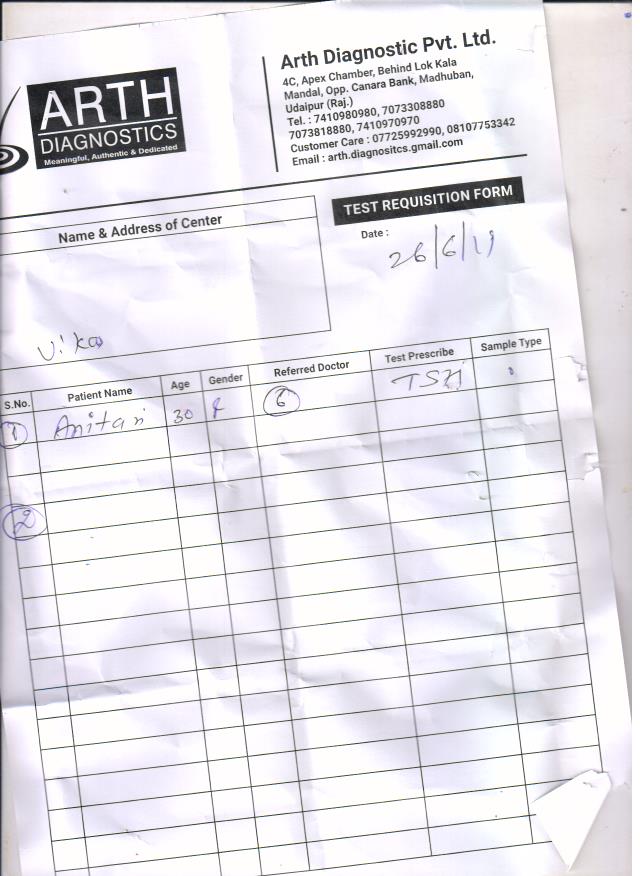 ARTH
DIAGNOSTICS
Meaningful, Authentic & Dedicated
Arth Diagnostic Pvt. Ltd.
4C, Apex Chamber, Behind Lok Kala
Mandal, Opp. Canara Bank, Madhuban,
Udaipur (Raj.)
Tel. : 7410980980, 7073308880
7073818880, 7410970970
Customer Care : 07725992990, 08107753342
Email : arth.diagnositcs.gmail.com
Name & Address of Center
TEST REQUISITION FORM
Date :
26/6/19
S.No. Patient Name Age Gender Referred Doctor Test Prescribe Sample Type
1 30 f 6 TSH
2